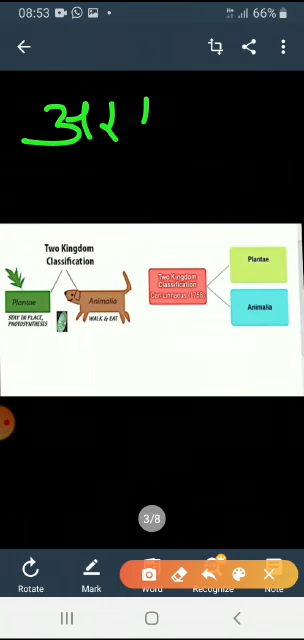 08:53
66%
Two Kingdom
Classification
Plantae
STAY IN PLACE,
PHOTOSYNTHESIS
Animalia
WALK & EAT
Two Kingdom
Classification
Plantae
Animalia
3/8
Rotate
Mark
Word
Recognize
Note